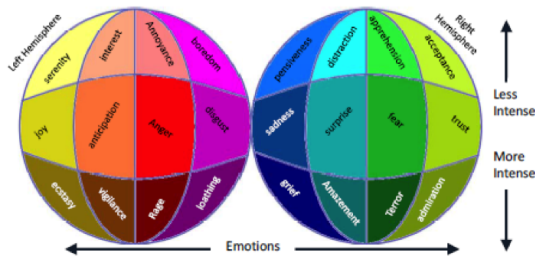 Left Hemisphere
serenity
interest
Annoyance
boredom
pensiveness
distraction
apprehension
acceptance
Right
Hemisphere
joy
anticipation
Anger
disgust
sadness
surprise
fear
trust
ecstasy
vigilance
Rage
loathing
grief
Amazement
Terror
admiration
Less
Intense
More
Intense
Emotions